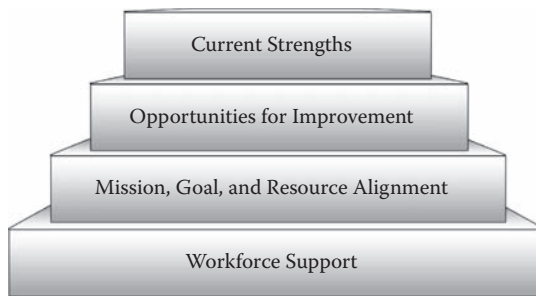 Current Strengths
Opportunities for Improvement
Mission, Goal, and Resource Alignment
Workforce Support